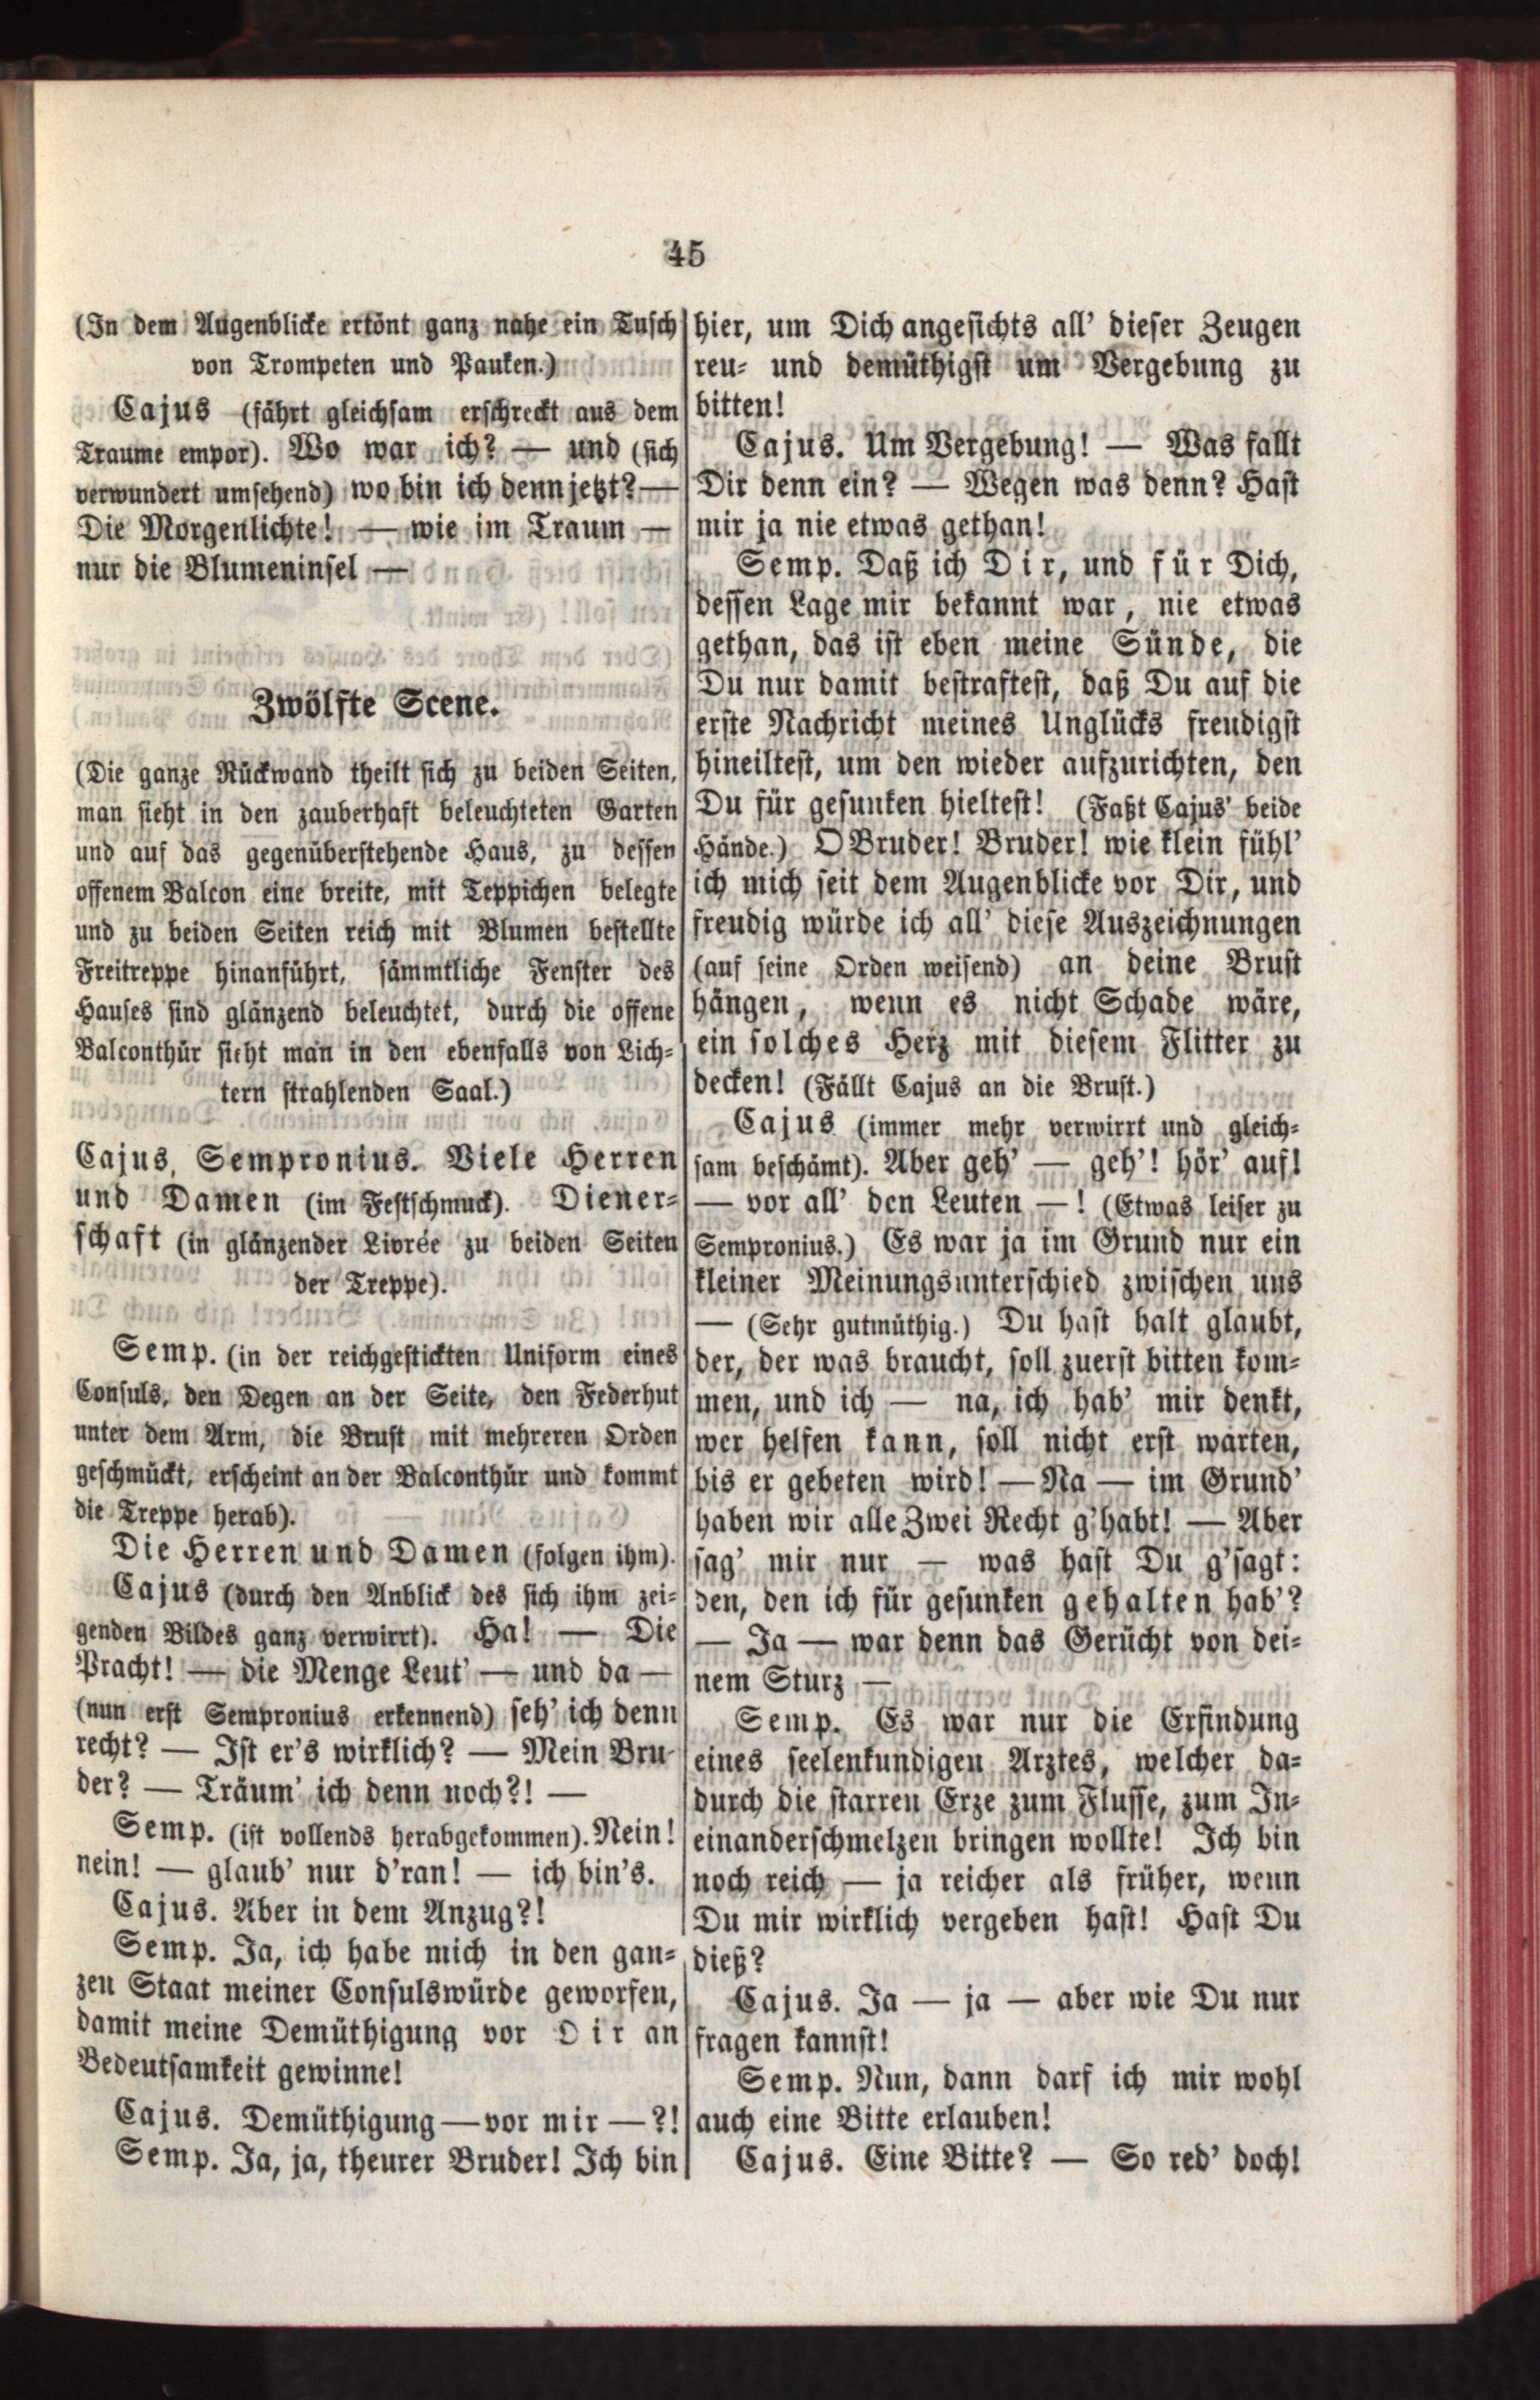 45
(In dem Augenblicke ertönt ganz nahe ein Tusch
von Trompeten und Pauken.)
Cajus (fährt gleichsam erschreckt aus dem
Traume empor). Wo war ich? — und (sich
verwundert umsehend) wo bin ich denn jetzt? —
Die Morgenlichte! — wie im Traum —
nur die Blumeninsel —
Zwölfte Scene.
(Die ganze Rückwand theilt sich zu beiden Seiten,
man sieht in den zauberhaft beleuchteten Garten
und auf das gegenüberstehende Haus, zu dessen
offenem Balcon eine breite, mit Teppichen belegte
und zu beiden Seiten reich mit Blumen bestellte
Freitreppe hinanführt, sämmtliche Fenster des
Hauses sind glänzend beleuchtet, durch die offene
Balconthür sieht man in den ebenfalls von Lich-
tern strahlenden Saal.)
Cajus, Sempronius. Viele Herren
und Damen (im Festschmuck). Diener-
schaft (in glänzender Livrée zu beiden Seiten
der Treppe).
Semp. (in der reichgestickten Uniform eines
Consuls, den Degen an der Seite, den Federhut
unter dem Arm, die Brust mit mehreren Orden
geschmückt, erscheint an der Balconthür und kommt
die Treppe herab).
Die Herren und Damen (folgen ihm).
Cajus (durch den Anblick des sich ihm zei-
genden Bildes ganz verwirrt). Ha! — Die
Pracht! — die Menge Leut' — und da —
(nun erst Sempronius erkennend) seh' ich denn
recht? — Ist er's wirklich? — Mein Bru-
der? — Träum' ich denn noch?! —
Semp. (ist vollends herabgekommen). Nein!
nein! — glaub' nur d'ran! — ich bin's.
Cajus. Aber in dem Anzug?!
Semp. Ja, ich habe mich in den gan-
zen Staat meiner Consulswürde geworfen,
damit meine Demüthigung vor Dir an
Bedeutsamkeit gewinne!
Cajus. Demüthigung — vor mir — ?!
Semp. Ja, ja, theurer Bruder! Ich bin
hier, um Dich angesichts all' dieser Zeugen
reu- und demüthigst um Vergebung zu
bitten!
Cajus. Um Vergebung! — Was fallt
Dir denn ein? — Wegen was denn? Hast
mir ja nie etwas gethan!
Semp. Daß ich Dir, und für Dich,
dessen Lage mir bekannt war, nie etwas
gethan, das ist eben meine Sünde, die
Du nur damit bestraftest, daß Du auf die
erste Nachricht meines Unglücks freudigst
hineiltest, um den wieder aufzurichten, den
Du für gesunken hieltest! (Faßt Cajus' beide
Hände.) O Bruder! Bruder! wie klein fühl'
ich mich seit dem Augenblicke vor Dir, und
freudig würde ich all' diese Auszeichnungen
(auf seine Orden weisend) an deine Brust
hängen, wenn es nicht Schade wäre,
ein solches Herz mit diesem Flitter zu
decken! (Fällt Cajus an die Brust.)
Cajus (immer mehr verwirrt und gleich-
sam beschämt). Aber geh' — geh'! hör' auf!
— vor all' den Leuten — ! (Etwas leiser zu
Sempronius.) Es war ja im Grund nur ein
kleiner Meinungsunterschied zwischen uns
— (Sehr gutmüthig.) Du hast halt glaubt,
der, der was braucht, soll zuerst bitten kom-
men, und ich — na, ich hab' mir denkt,
wer helfen kann, soll nicht erst warten,
bis er gebeten wird! — Na — im Grund'
haben wir alle Zwei Recht g'habt! — Aber
sag' mir nur — was hast Du g'sagt:
den, den ich für gesunken gehalten hab'?
— Ja — war denn das Gerücht von dei-
nem Sturz —
Semp. Es war nur die Erfindung
eines seelenkundigen Arztes, welcher da-
durch die starren Erze zum Flusse, zum In-
einanderschmelzen bringen wollte! Ich bin
noch reich — ja reicher als früher, wenn
Du mir wirklich vergeben hast! Hast Du
dieß?
Cajus. Ja — ja — aber wie Du nur
fragen kannst!
Semp. Nun, dann darf ich mir wohl
auch eine Bitte erlauben!
Cajus. Eine Bitte? — So red' doch!